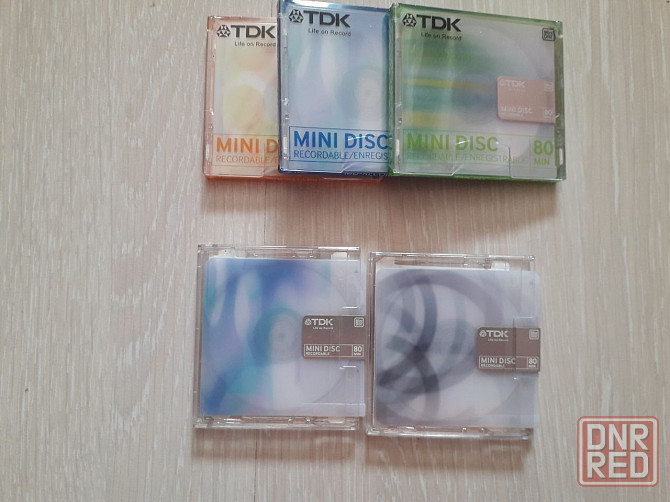 TDK
Life on Record
MINI D
RECORDABLE
TDK
Life on Record
MINI DISC
RECORDABLE/ENREGIS
TDK
Life on Record
TDK
MINI DISC
MINI DISC
80
MIN
TDK
Life on Record
MINI DISC
RECORDABLE
80
MIN
TDK
Life on Record
MINI DISC
RECORDABLE
80
MIN
DNR
RED